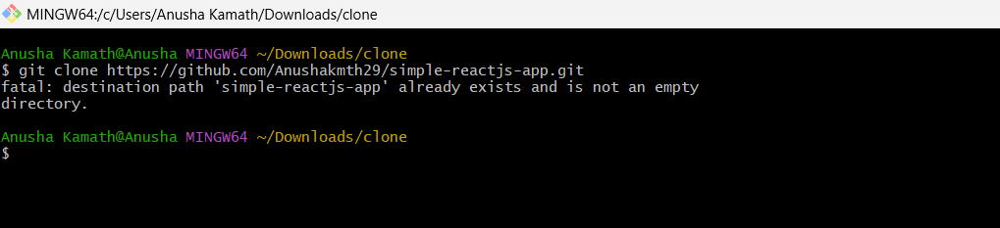 MINGW64:/c/Users/Anusha Kamath/Downloads/clone
Anusha Kamath@Anusha MINGW64 ~/Downloads/clone
$ git clone https://github.com/Anushakmth29/simple-reactjs-app.git
fatal: destination path 'simple-reactjs-app' already exists and is not an empty
directory.
Anusha Kamath@Anusha MINGW64 ~/Downloads/clone
$